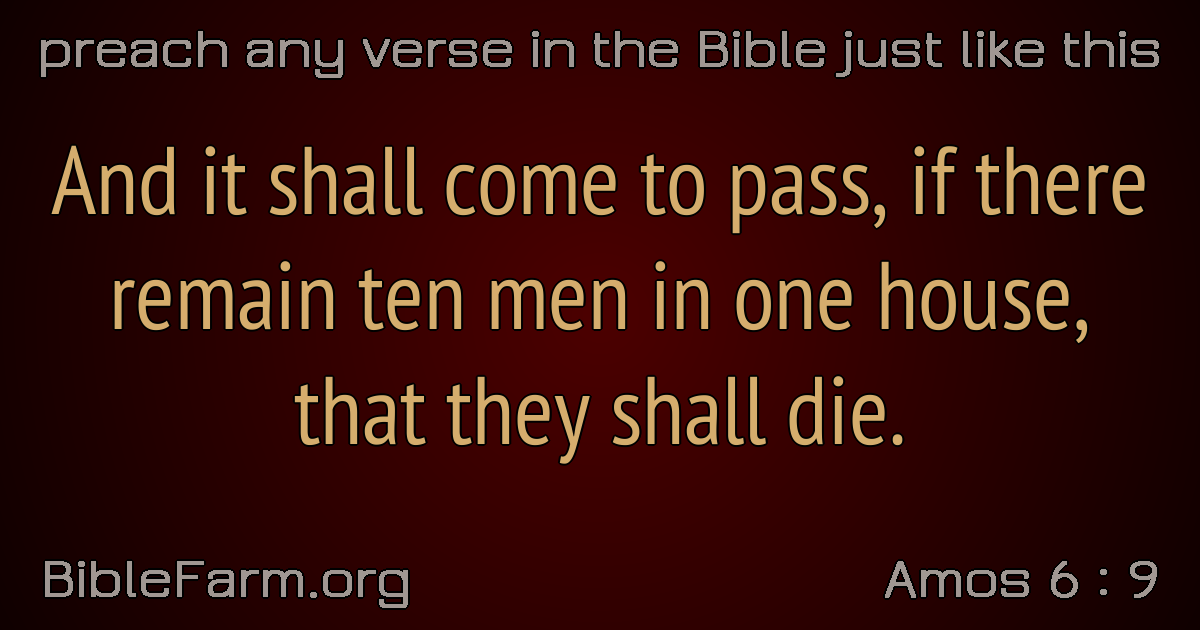 preach any verse in the Bible just like this
And it shall come to pass, if there
remain ten men in one house,
that they shall die.
BibleFarm.org
Amos 6 : 9